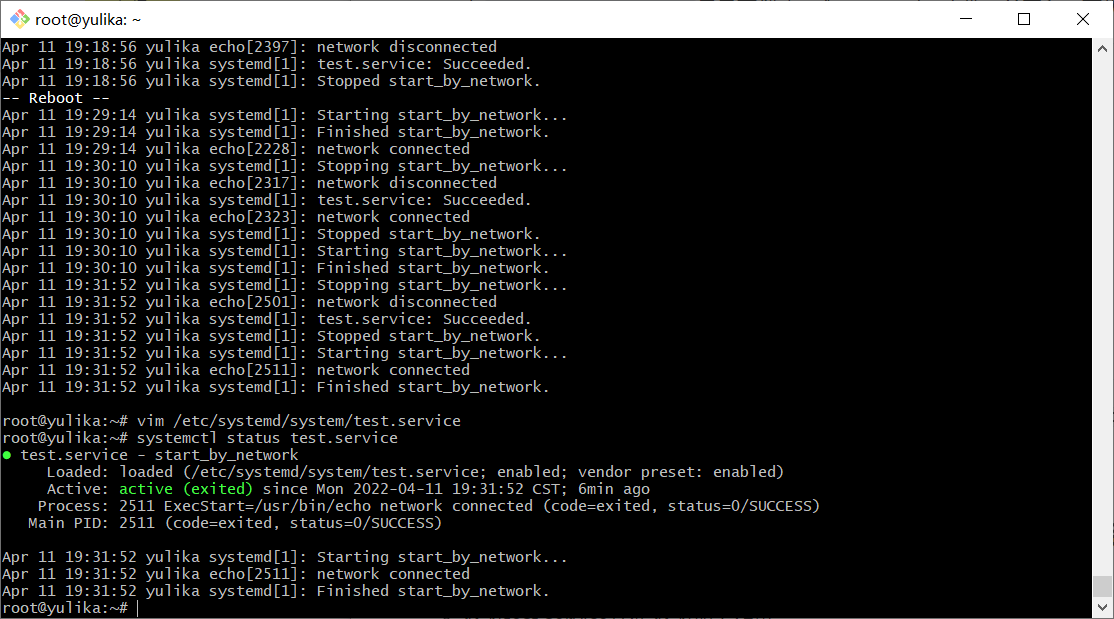 root@yulika: ~
Apr 11 19:18:56 yulika echo[2397]: network disconnected
Apr 11 19:18:56 yulika systemd[1]: test.service: Succeeded.
Apr 11 19:18:56 yulika systemd[1]: Stopped start_by_network.
-- Reboot --
Apr 11 19:29:14 yulika systemd[1]: Starting start_by_network...
Apr 11 19:29:14 yulika systemd[1]: Finished start_by_network.
Apr 11 19:29:14 yulika echo[2228]: network connected
Apr 11 19:30:10 yulika systemd[1]: Stopping start_by_network...
Apr 11 19:30:10 yulika echo[2317]: network disconnected
Apr 11 19:30:10 yulika systemd[1]: test.service: Succeeded.
Apr 11 19:30:10 yulika echo[2323]: network connected
Apr 11 19:30:10 yulika systemd[1]: Stopped start_by_network.
Apr 11 19:30:10 yulika systemd[1]: Starting start_by_network...
Apr 11 19:30:10 yulika systemd[1]: Finished start_by_network.
Apr 11 19:31:52 yulika systemd[1]: Stopping start_by_network...
Apr 11 19:31:52 yulika echo[2501]: network disconnected
Apr 11 19:31:52 yulika systemd[1]: test.service: Succeeded.
Apr 11 19:31:52 yulika systemd[1]: Stopped start_by_network.
Apr 11 19:31:52 yulika systemd[1]: Starting start_by_network...
Apr 11 19:31:52 yulika echo[2511]: network connected
Apr 11 19:31:52 yulika systemd[1]: Finished start_by_network.
root@yulika:~# vim /etc/systemd/system/test.service
root@yulika:~# systemctl status test.service
● test.service - start_by_network
Loaded: loaded (/etc/systemd/system/test.service; enabled; vendor preset: enabled)
Active: active (exited) since Mon 2022-04-11 19:31:52 CST; 6min ago
Process: 2511 ExecStart=/usr/bin/echo network connected (code=exited, status=0/SUCCESS)
Main PID: 2511 (code=exited, status=0/SUCCESS)
Apr 11 19:31:52 yulika systemd[1]: Starting start_by_network...
Apr 11 19:31:52 yulika echo[2511]: network connected
Apr 11 19:31:52 yulika systemd[1]: Finished start_by_network.
root@yulika:~#